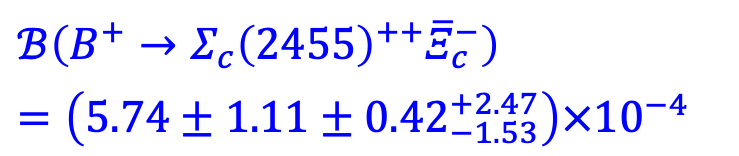 ℬ(B⁺ → Σ_c(2455)⁺⁺Ξ̅_c⁻)
= (5.74 ± 1.11 ± 0.42 +2.47 −1.53)×10⁻⁴